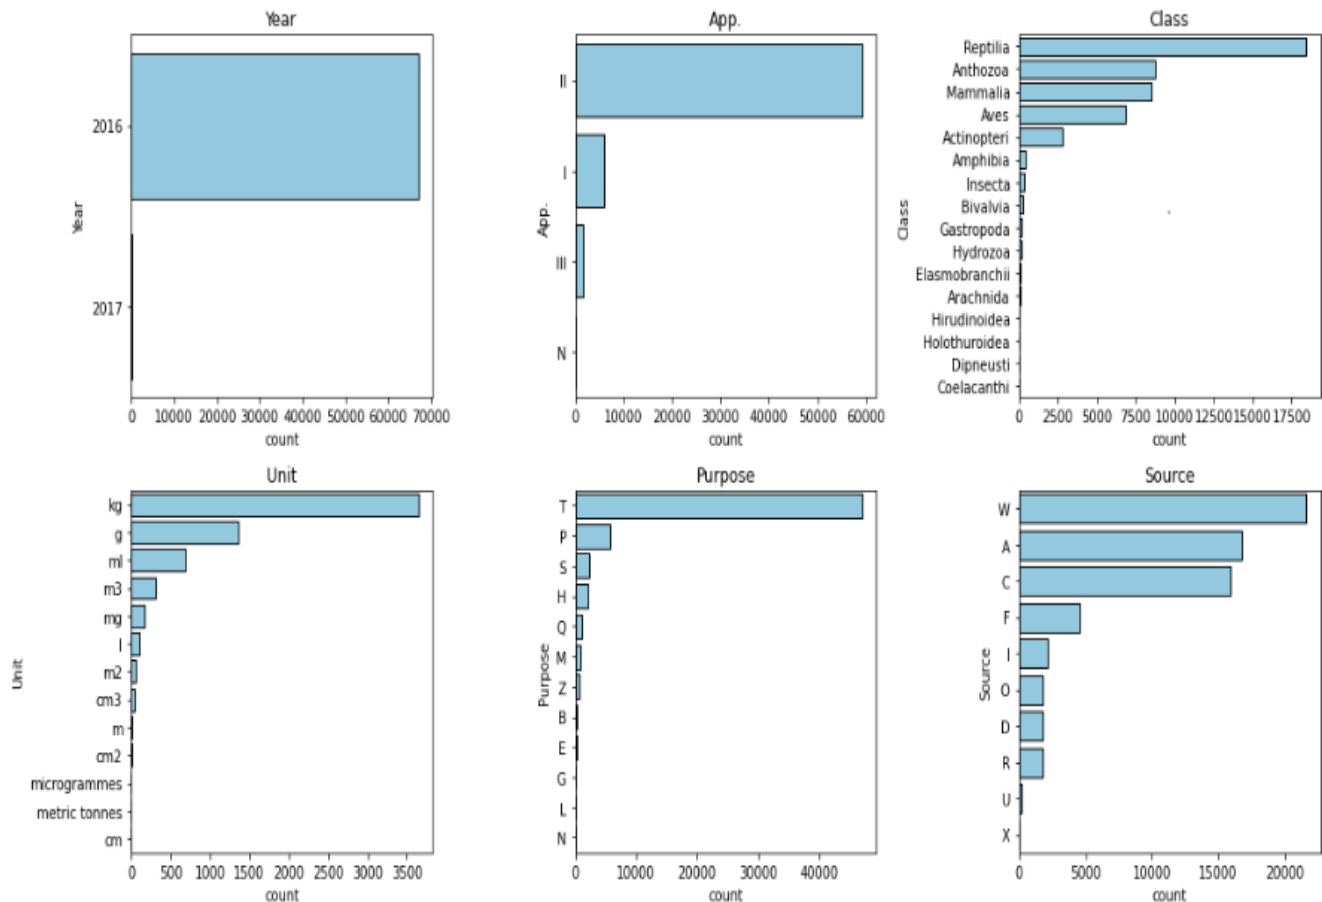 Year
2016
2017
Year
0 10000 20000 30000 40000 50000 60000 70000
count
App.
II
I
III
N
App.
0 10000 20000 30000 40000 50000 60000
count
Class
Reptilia
Anthozoa
Mammalia
Aves
Actinopteri
Amphibia
Insecta
Bivalvia
Gastropoda
Hydrozoa
Elasmobranchii
Arachnida
Hirudinoidea
Holothuroidea
Dipneusti
Coelacanthi
Class
0 2500 5000 7500 10000 12500 15000 17500
count
Unit
kg
g
ml
m3
mg
l
m2
cm3
m
cm2
microgrammes
metric tonnes
cm
Unit
0 500 1000 1500 2000 2500 3000 3500
count
Purpose
T
P
S
H
Q
M
Z
B
E
G
L
N
Purpose
0 10000 20000 30000 40000
count
Source
W
A
C
F
I
O
D
R
U
X
Source
0 5000 10000 15000 20000
count